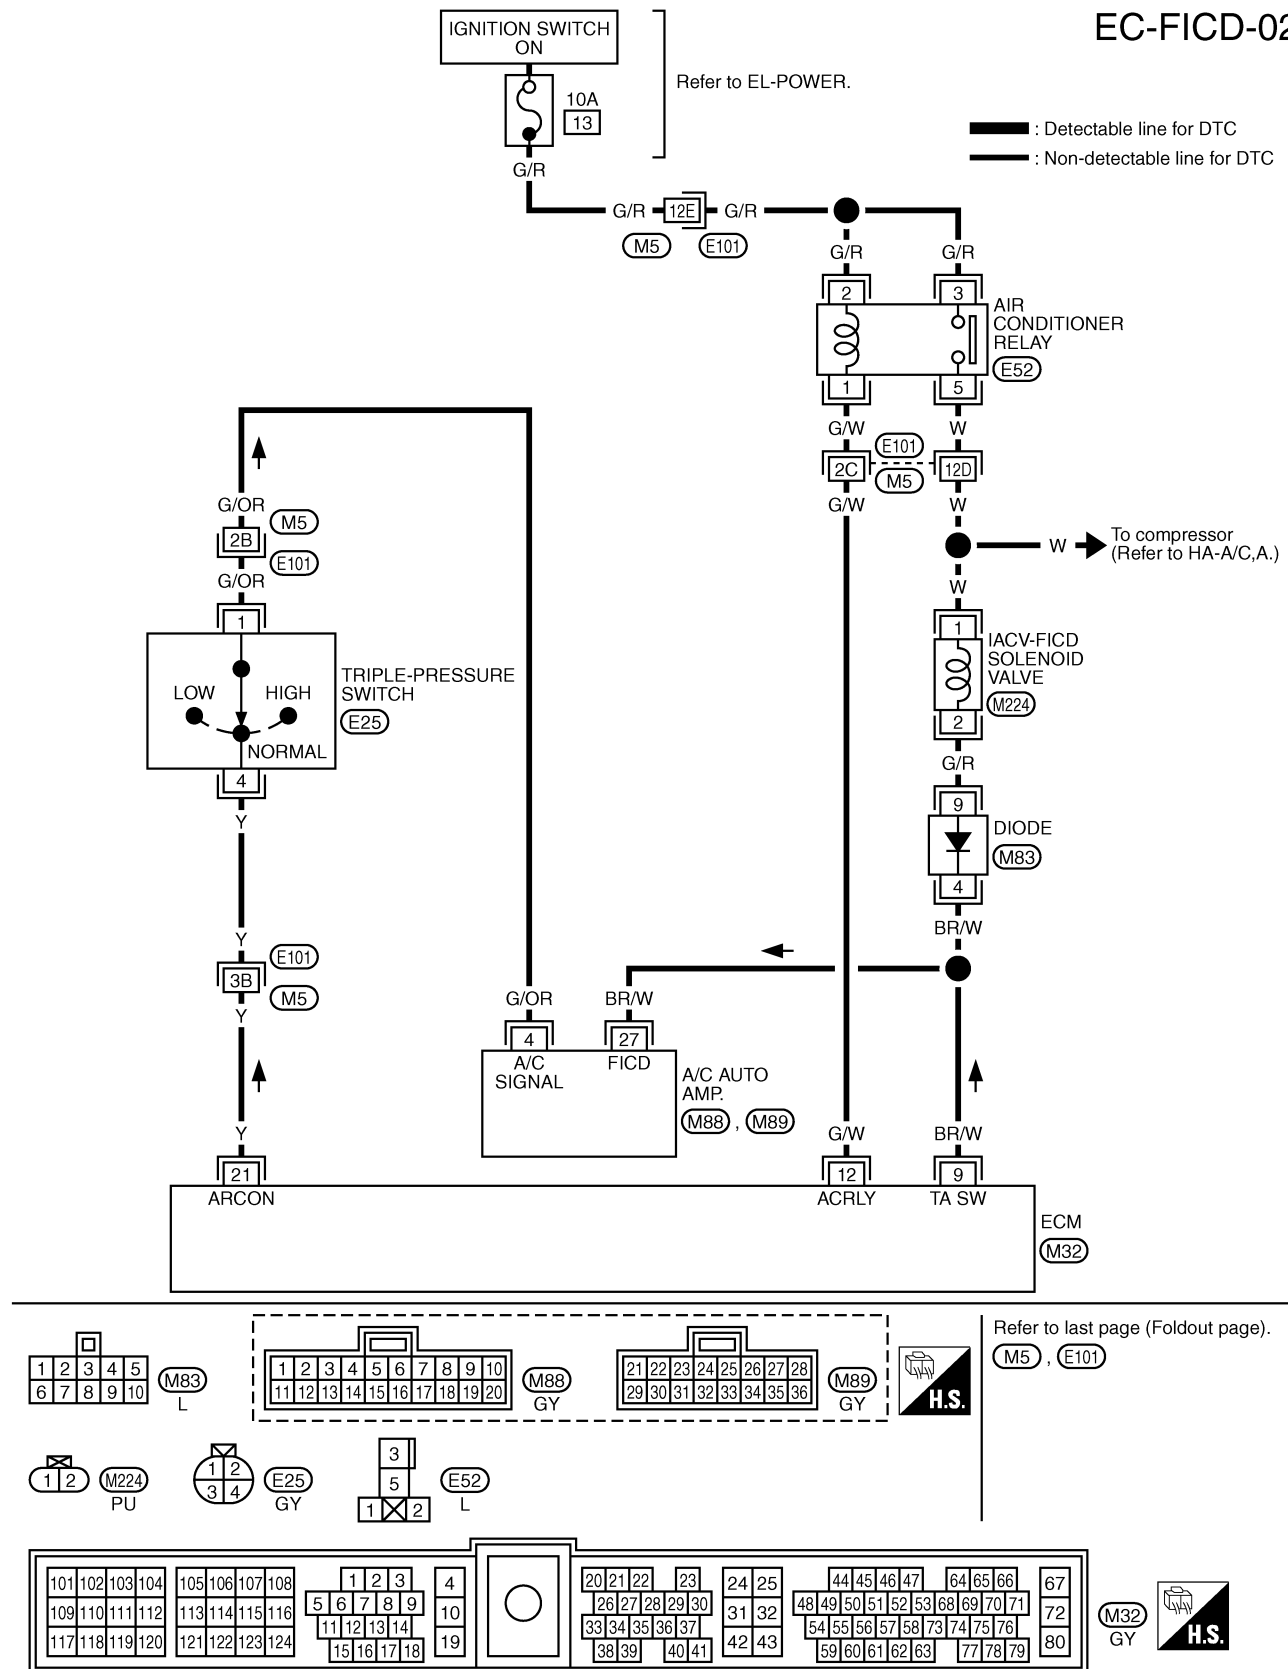 EC-FICD-02
IGNITION SWITCH
ON
Refer to EL-POWER.
10A
13
: Detectable line for DTC
: Non-detectable line for DTC
G/R
G/R 12E G/R
M5 E101
G/R G/R
2 3
AIR
CONDITIONER
RELAY
E52
1 5
G/W W
E101
2C 12D
M5
G/W W
W
To compressor
(Refer to HA-A/C,A.)
W
G/OR
M5
2B
E101
G/OR
1
TRIPLE-PRESSURE
SWITCH
E25
LOW HIGH
NORMAL
4
Y
1
IACV-FICD
SOLENOID
VALVE
M224
2
G/R
9
DIODE
M83
4
BR/W
Y
E101
3B
M5
Y
G/OR BR/W
4 27
A/C
SIGNAL
FICD
A/C AUTO
AMP.
M88 , M89
Y G/W BR/W
21 12 9
ARCON ACRLY TA SW
ECM
M32
Refer to last page (Foldout page).
M5 , E101
1 2 3 4 5
6 7 8 9 10
M83
L
1 2 3 4 5 6 7 8 9 10
11 12 13 14 15 16 17 18 19 20
M88
GY
21 22 23 24 25 26 27 28
29 30 31 32 33 34 35 36
M89
GY
H.S.
1 2
M224
PU
1 2
3 4
E25
GY
3
5
1 2
E52
L
101 102 103 104 105 106 107 108 1 2 3 4 20 21 22 23 24 25 44 45 46 47 64 65 66 67
5 6 7 8 9 26 27 28 29 30 48 49 50 51 52 53 68 69 70 71
109 110 111 112 113 114 115 116 10 31 32 72
11 12 13 14 33 34 35 36 37 54 55 56 57 58 73 74 75 76
117 118 119 120 121 122 123 124 15 16 17 18 19 38 39 40 41 42 43 59 60 61 62 63 77 78 79 80
M32
GY
H.S.